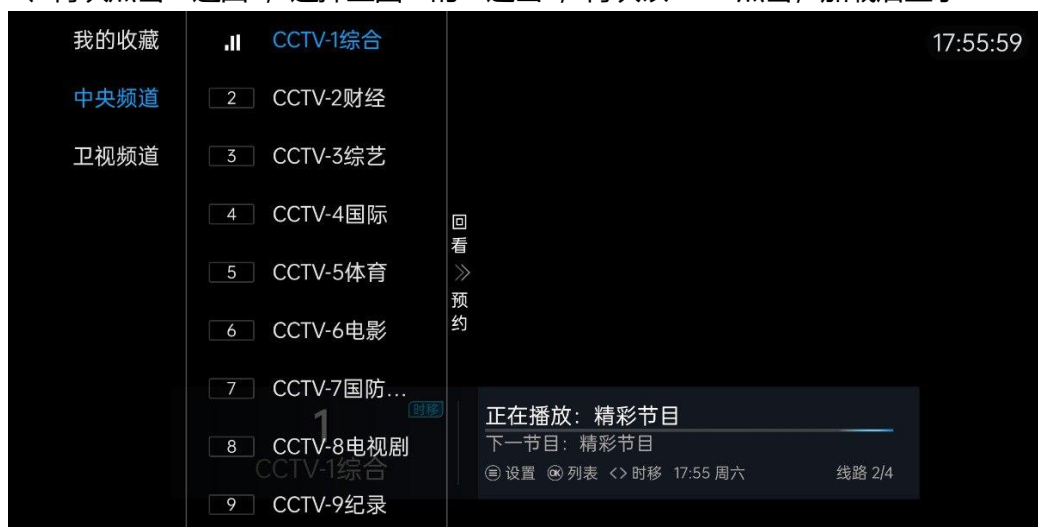 我的收藏
中央频道
卫视频道
CCTV-1综合
2 CCTV-2财经
3 CCTV-3综艺
4 CCTV-4国际
5 CCTV-5体育
6 CCTV-6电影
7 CCTV-7国防...
8 CCTV-8电视剧
9 CCTV-9纪录
回看
预约
17:55:59
1
时移
CCTV-1综合
正在播放：精彩节目
下一节目：精彩节目
设置 OK 列表 <> 时移 17:55 周六 线路 2/4